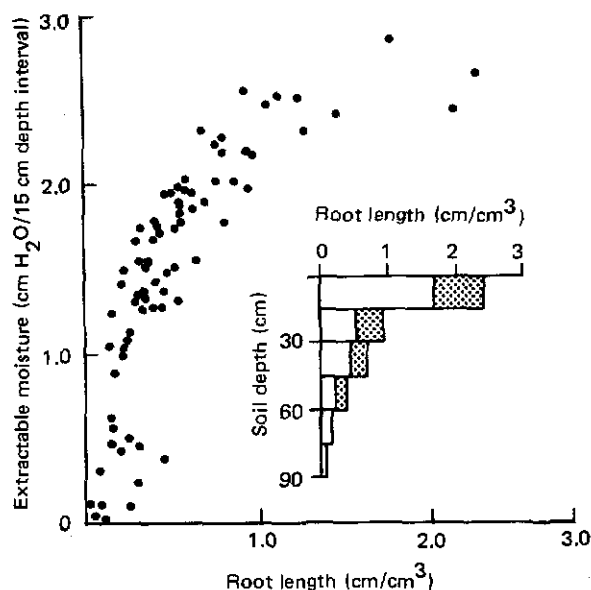 3.0
2.0
1.0
0
Extractable moisture (cm H₂O/15 cm depth interval)
Root length (cm/cm³)
0 1 2 3
Soil depth (cm)
30
60
90
1.0 2.0 3.0
Root length (cm/cm³)